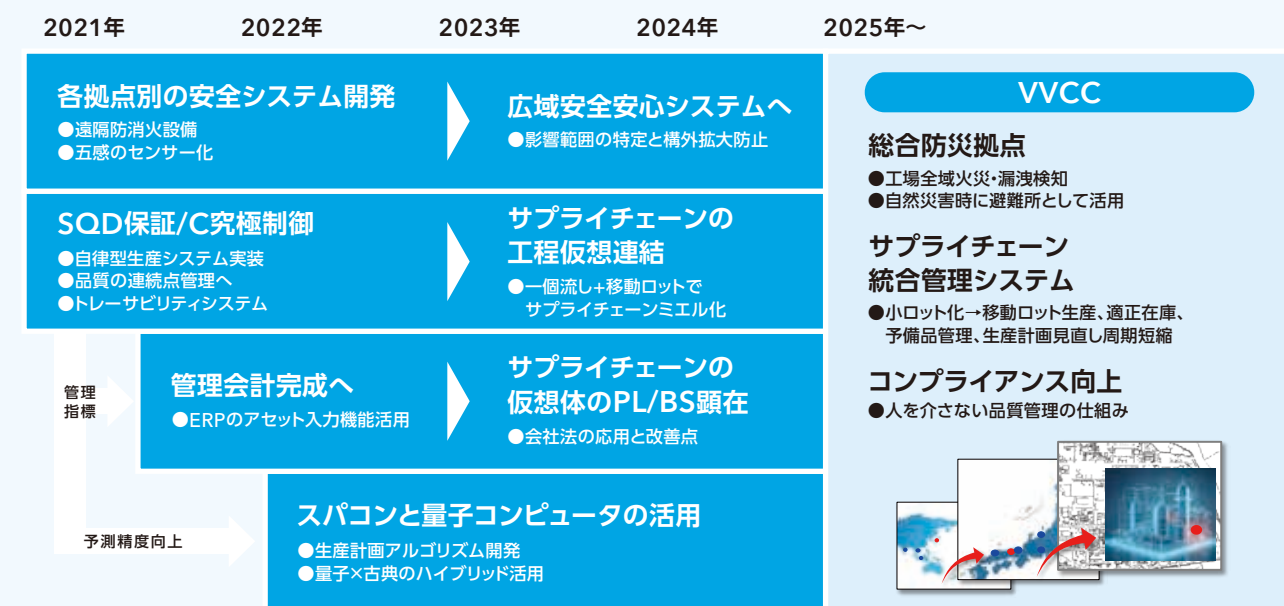 2021年
2022年
2023年
2024年
2025年～
各拠点別の安全システム開発
●遠隔防消火設備
●五感のセンサー化
広域安全安心システムへ
●影響範囲の特定と構外拡大防止
SQD保証/C究極制御
●自律型生産システム実装
●品質の連続点管理へ
●トレーサビリティシステム
サプライチェーンの
工程仮想連結
●一個流し+移動ロットで
サプライチェーンミエル化
管理
指標
管理会計完成へ
●ERPのアセット入力機能活用
サプライチェーンの
仮想体のPL/BS顕在
●会社法の応用と改善点
予測精度向上
スパコンと量子コンピュータの活用
●生産計画アルゴリズム開発
●量子×古典のハイブリッド活用
VVCC
総合防災拠点
●工場全域火災・漏洩検知
●自然災害時に避難所として活用
サプライチェーン
統合管理システム
●小ロット化→移動ロット生産、適正在庫、
予備品管理、生産計画見直し周期短縮
コンプライアンス向上
●人を介さない品質管理の仕組み